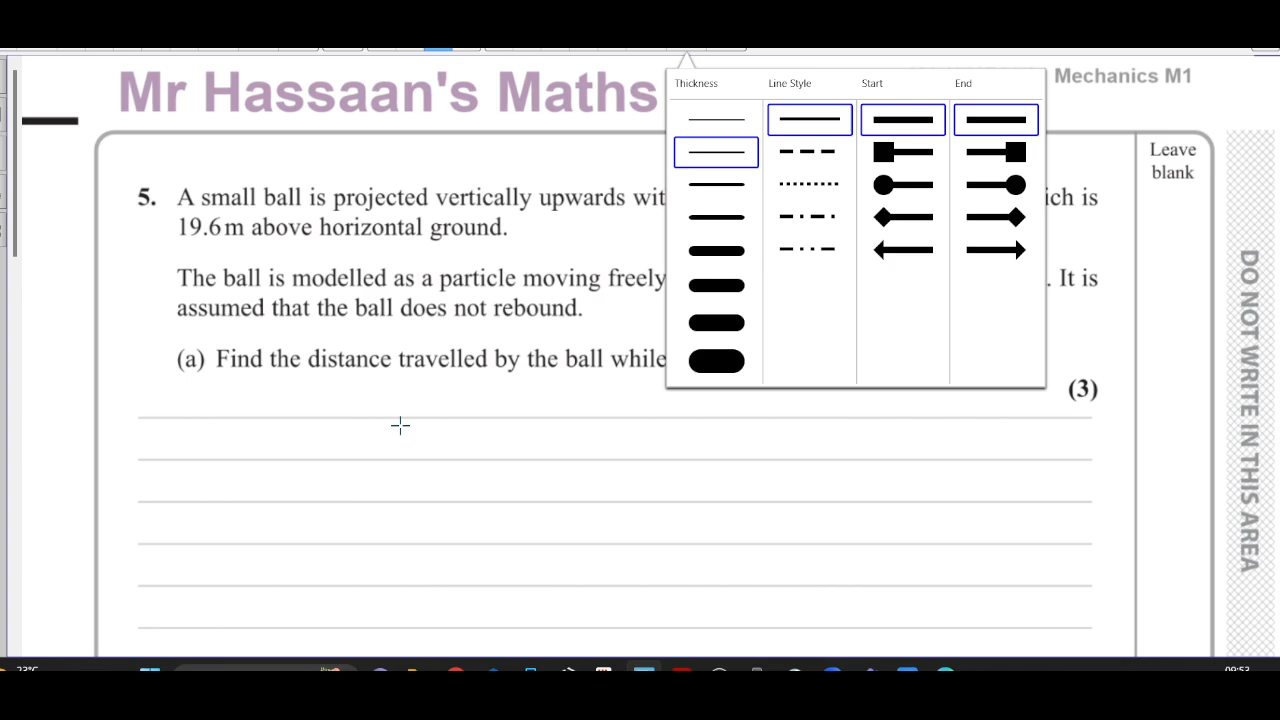 Mr Hassaan's Maths
Mechanics M1
Thickness Line Style Start End
Leave
blank
5. A small ball is projected vertically upwards is
19.6 m above horizontal ground.
The ball is modelled as a particle moving freely . It is
assumed that the ball does not rebound.
(a) Find the distance travelled by the ball while
(3)
DO NOT WRITE IN THIS AREA
23°C
09:53